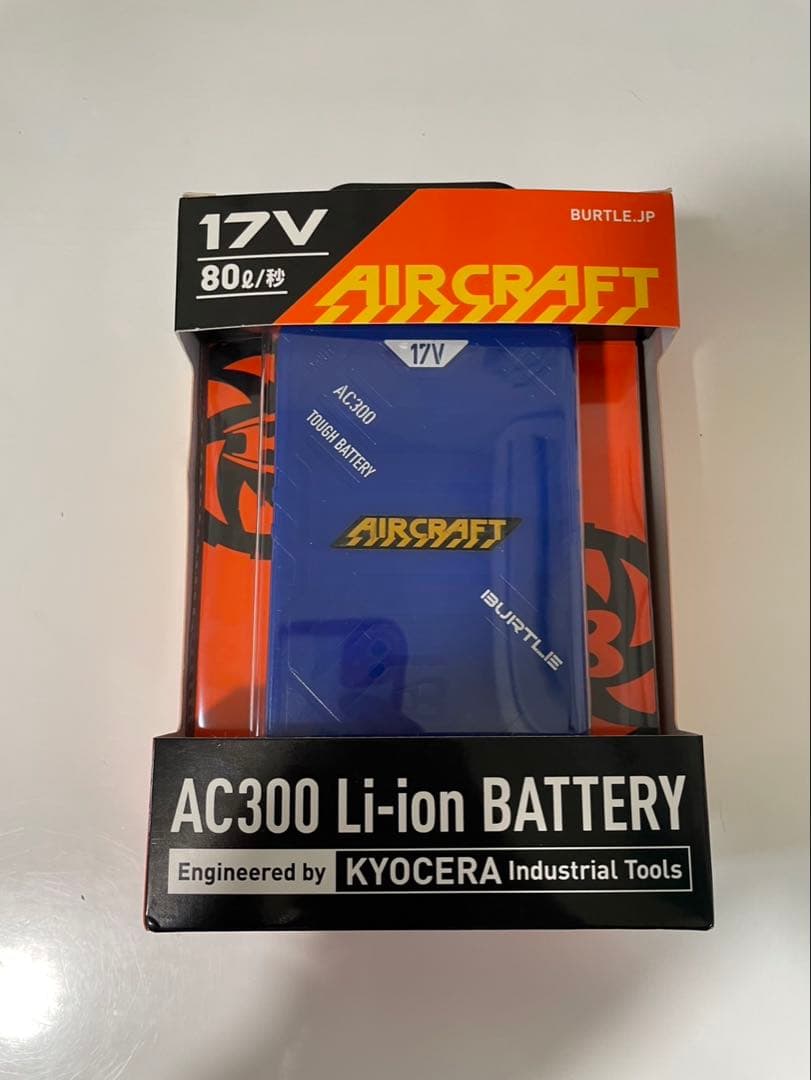 17V
80ℓ/秒
BURTLE.JP
AIRCRAFT
17V
AC300
TOUGH BATTERY
AIRCRAFT
BURTLE
B
AC300 Li-ion BATTERY
Engineered by KYOCERA Industrial Tools